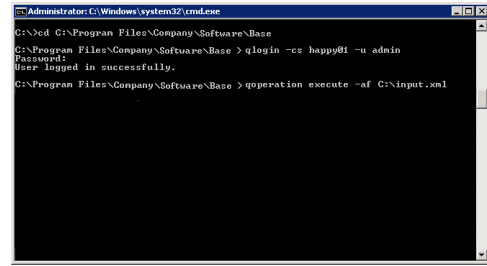 Administrator: C:\Windows\system32\cmd.exe
C:\>cd C:\Program Files\Company\Software\Base
C:\Program Files\Company\Software\Base > qlogin -cs happy01 -u admin
Password:
User logged in successfully.
C:\Program Files\Company\Software\Base > qoperation execute -af C:\input.xml